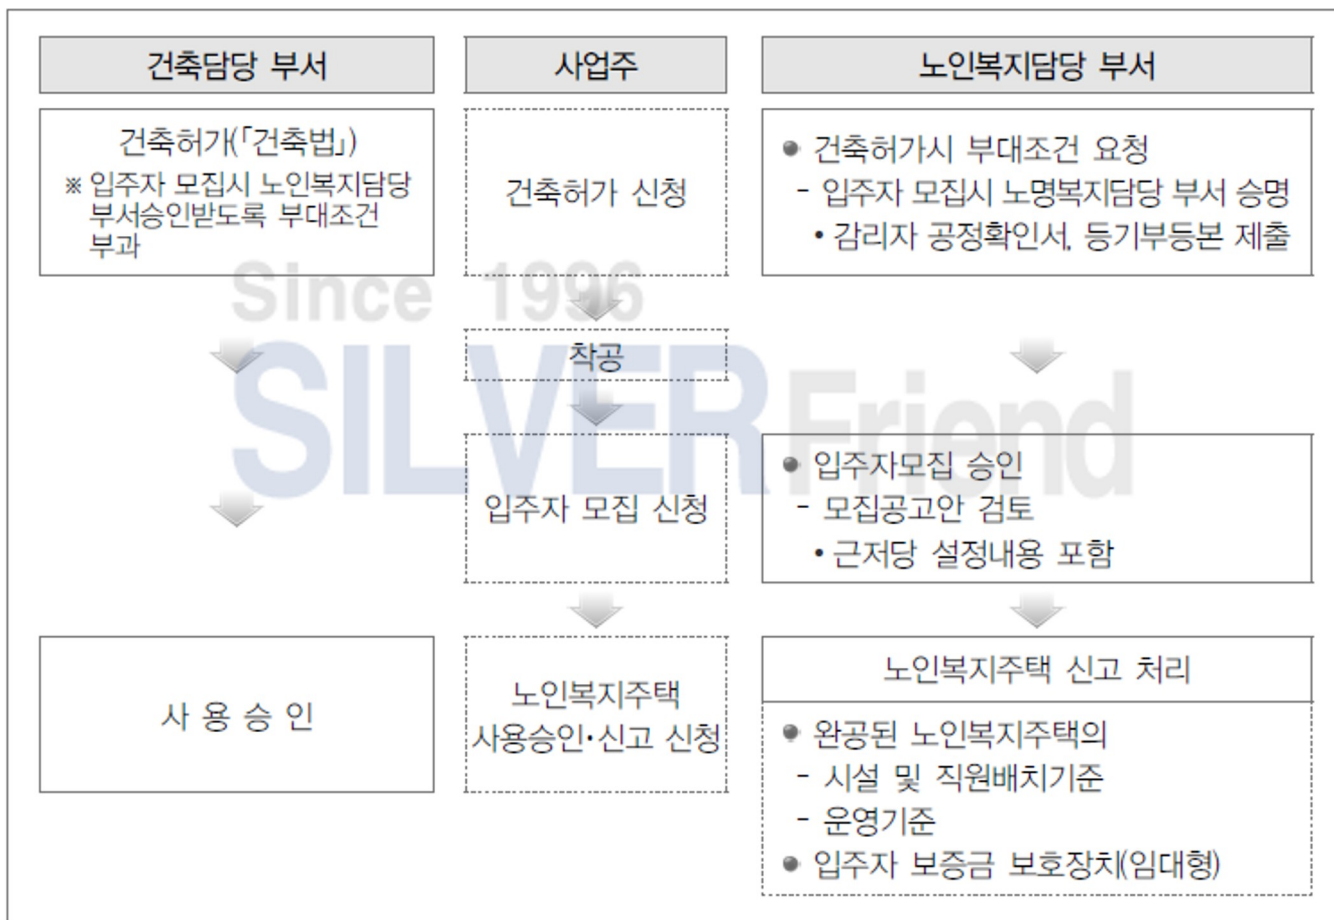 건축담당 부서
사업주
노인복지담당 부서
건축허가(「건축법」)
※ 입주자 모집시 노인복지담당
부서승인받도록 부대조건
부과
건축허가 신청
건축허가시 부대조건 요청
- 입주자 모집시 노명복지담당 부서 승명
• 감리자 공정확인서, 등기부등본 제출
Since 1996
SILVER Friend
착공
입주자 모집 신청
입주자모집 승인
- 모집공고안 검토
• 근저당 설정내용 포함
사 용 승 인
노인복지주택
사용승인·신고 신청
노인복지주택 신고 처리
완공된 노인복지주택의
- 시설 및 직원배치기준
- 운영기준
입주자 보증금 보호장치(임대형)